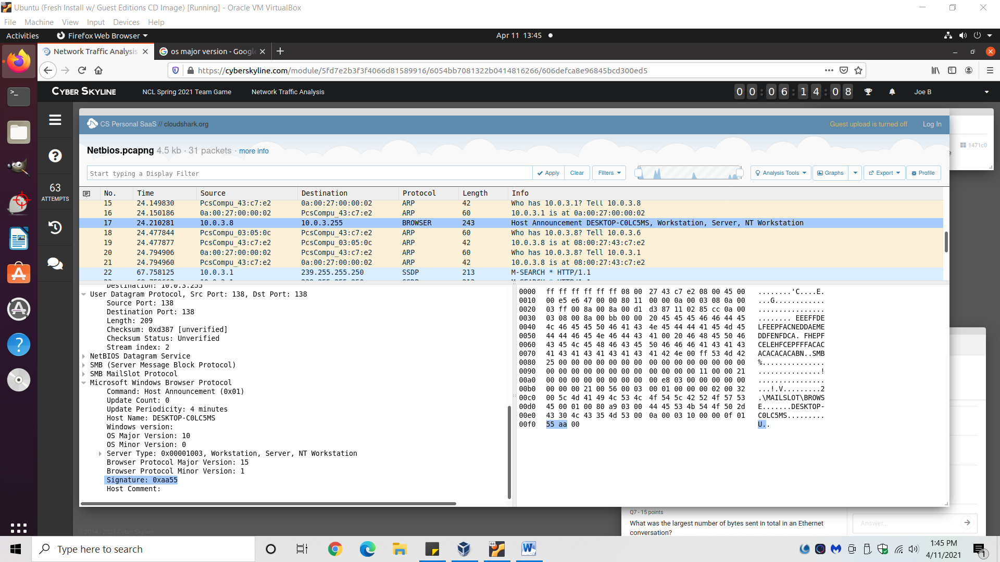 Ubuntu (Fresh Install w/ Guest Editions CD Image) [Running] - Oracle VM VirtualBox
File Machine View Input Devices Help
Activities Firefox Web Browser Apr 11 13:45
Network Traffic Analysis os major version - Google
https://cyberskyline.com/module/5fd7e2b3f3f4066d81589916/6054bb7081322b0414816266/606defca8e96845bcd300ed5
CYBER SKYLINE NCL Spring 2021 Team Game Network Traffic Analysis 00:06:14:08 Joe B
63
ATTEMPTS
CS Personal SaaS // cloudshark.org Guest upload is turned off Log In
1471c0
Netbios.pcapng 4.5 kb · 31 packets · more info
Start typing a Display Filter Apply Clear Filters Analysis Tools Graphs Export Profile
No. Time Source Destination Protocol Length Info
15 24.149830 PcsCompu_43:c7:e2 0a:00:27:00:00:02 ARP 42 Who has 10.0.3.1? Tell 10.0.3.8
16 24.150186 0a:00:27:00:00:02 PcsCompu_43:c7:e2 ARP 60 10.0.3.1 is at 0a:00:27:00:00:02
17 24.210281 10.0.3.8 10.0.3.255 BROWSER 243 Host Announcement DESKTOP-C0LC5MS, Workstation, Server, NT Workstation
18 24.477844 PcsCompu_03:05:0c PcsCompu_43:c7:e2 ARP 60 Who has 10.0.3.8? Tell 10.0.3.6
19 24.477877 PcsCompu_43:c7:e2 PcsCompu_03:05:0c ARP 42 10.0.3.8 is at 08:00:27:43:c7:e2
20 24.794906 0a:00:27:00:00:02 PcsCompu_43:c7:e2 ARP 60 Who has 10.0.3.8? Tell 10.0.3.1
21 24.794960 PcsCompu_43:c7:e2 0a:00:27:00:00:02 ARP 42 10.0.3.8 is at 08:00:27:43:c7:e2
22 67.758125 10.0.3.1 239.255.255.250 SSDP 213 M-SEARCH * HTTP/1.1
Destination: 10.0.3.255
User Datagram Protocol, Src Port: 138, Dst Port: 138
Source Port: 138
Destination Port: 138
Length: 209
Checksum: 0xd387 [unverified]
Checksum Status: Unverified
Stream index: 2
NetBIOS Datagram Service
SMB (Server Message Block Protocol)
SMB MailSlot Protocol
Microsoft Windows Browser Protocol
Command: Host Announcement (0x01)
Update Count: 0
Update Periodicity: 4 minutes
Host Name: DESKTOP-C0LC5MS
Windows version:
OS Major Version: 10
OS Minor Version: 0
Server Type: 0x00001003, Workstation, Server, NT Workstation
Browser Protocol Major Version: 15
Browser Protocol Minor Version: 1
Signature: 0xaa55
Host Comment:
0000 ff ff ff ff ff ff 08 00 27 43 c7 e2 08 00 45 00 ........'C....E.
0010 00 e5 e6 47 00 00 80 11 00 00 0a 00 03 08 0a 00 ...G............
0020 03 ff 00 8a 00 8a 00 d1 d3 87 11 02 85 cc 0a 00 ................
0030 03 08 00 8a 00 bb 00 00 20 45 45 45 46 46 44 45 ........ EEEFFDE
0040 4c 46 45 45 50 46 41 43 4e 45 44 44 41 45 4d 45 LFEEPFACNEDDAEME
0050 44 44 46 45 4e 46 44 43 41 00 20 46 48 45 50 46 DDFENFDCA. FHEPF
0060 43 45 4c 45 48 46 43 45 50 46 46 46 41 43 41 43 CELEHFCEPFFFACAC
0070 41 43 41 43 41 43 41 43 41 42 4e 00 ff 53 4d 42 ACACACACABN..SMB
0080 25 00 00 00 00 00 00 00 00 00 00 00 00 00 00 00 %...............
0090 00 00 00 00 00 00 00 00 00 00 00 00 11 00 00 21 ...............!
00a0 00 00 00 00 00 00 00 00 00 e8 03 00 00 00 00 00 ................
00b0 00 00 00 21 00 56 00 03 00 01 00 00 00 02 00 32 ...!.V.........2
00c0 00 5c 4d 41 49 4c 53 4c 4f 54 5c 42 52 4f 57 53 .\MAILSLOT\BROWS
00d0 45 00 01 00 80 a9 03 00 44 45 53 4b 54 4f 50 2d E.......DESKTOP-
00e0 43 30 4c 43 35 4d 53 00 0a 00 03 10 00 00 0f 01 C0LC5MS.........
00f0 55 aa 00 U..
Q7 - 15 points
What was the largest number of bytes sent in total in an Ethernet
conversation?
Answer...
© 2014 - 2021 Cyber Skyline
Type here to search
1:45 PM
4/11/2021
1